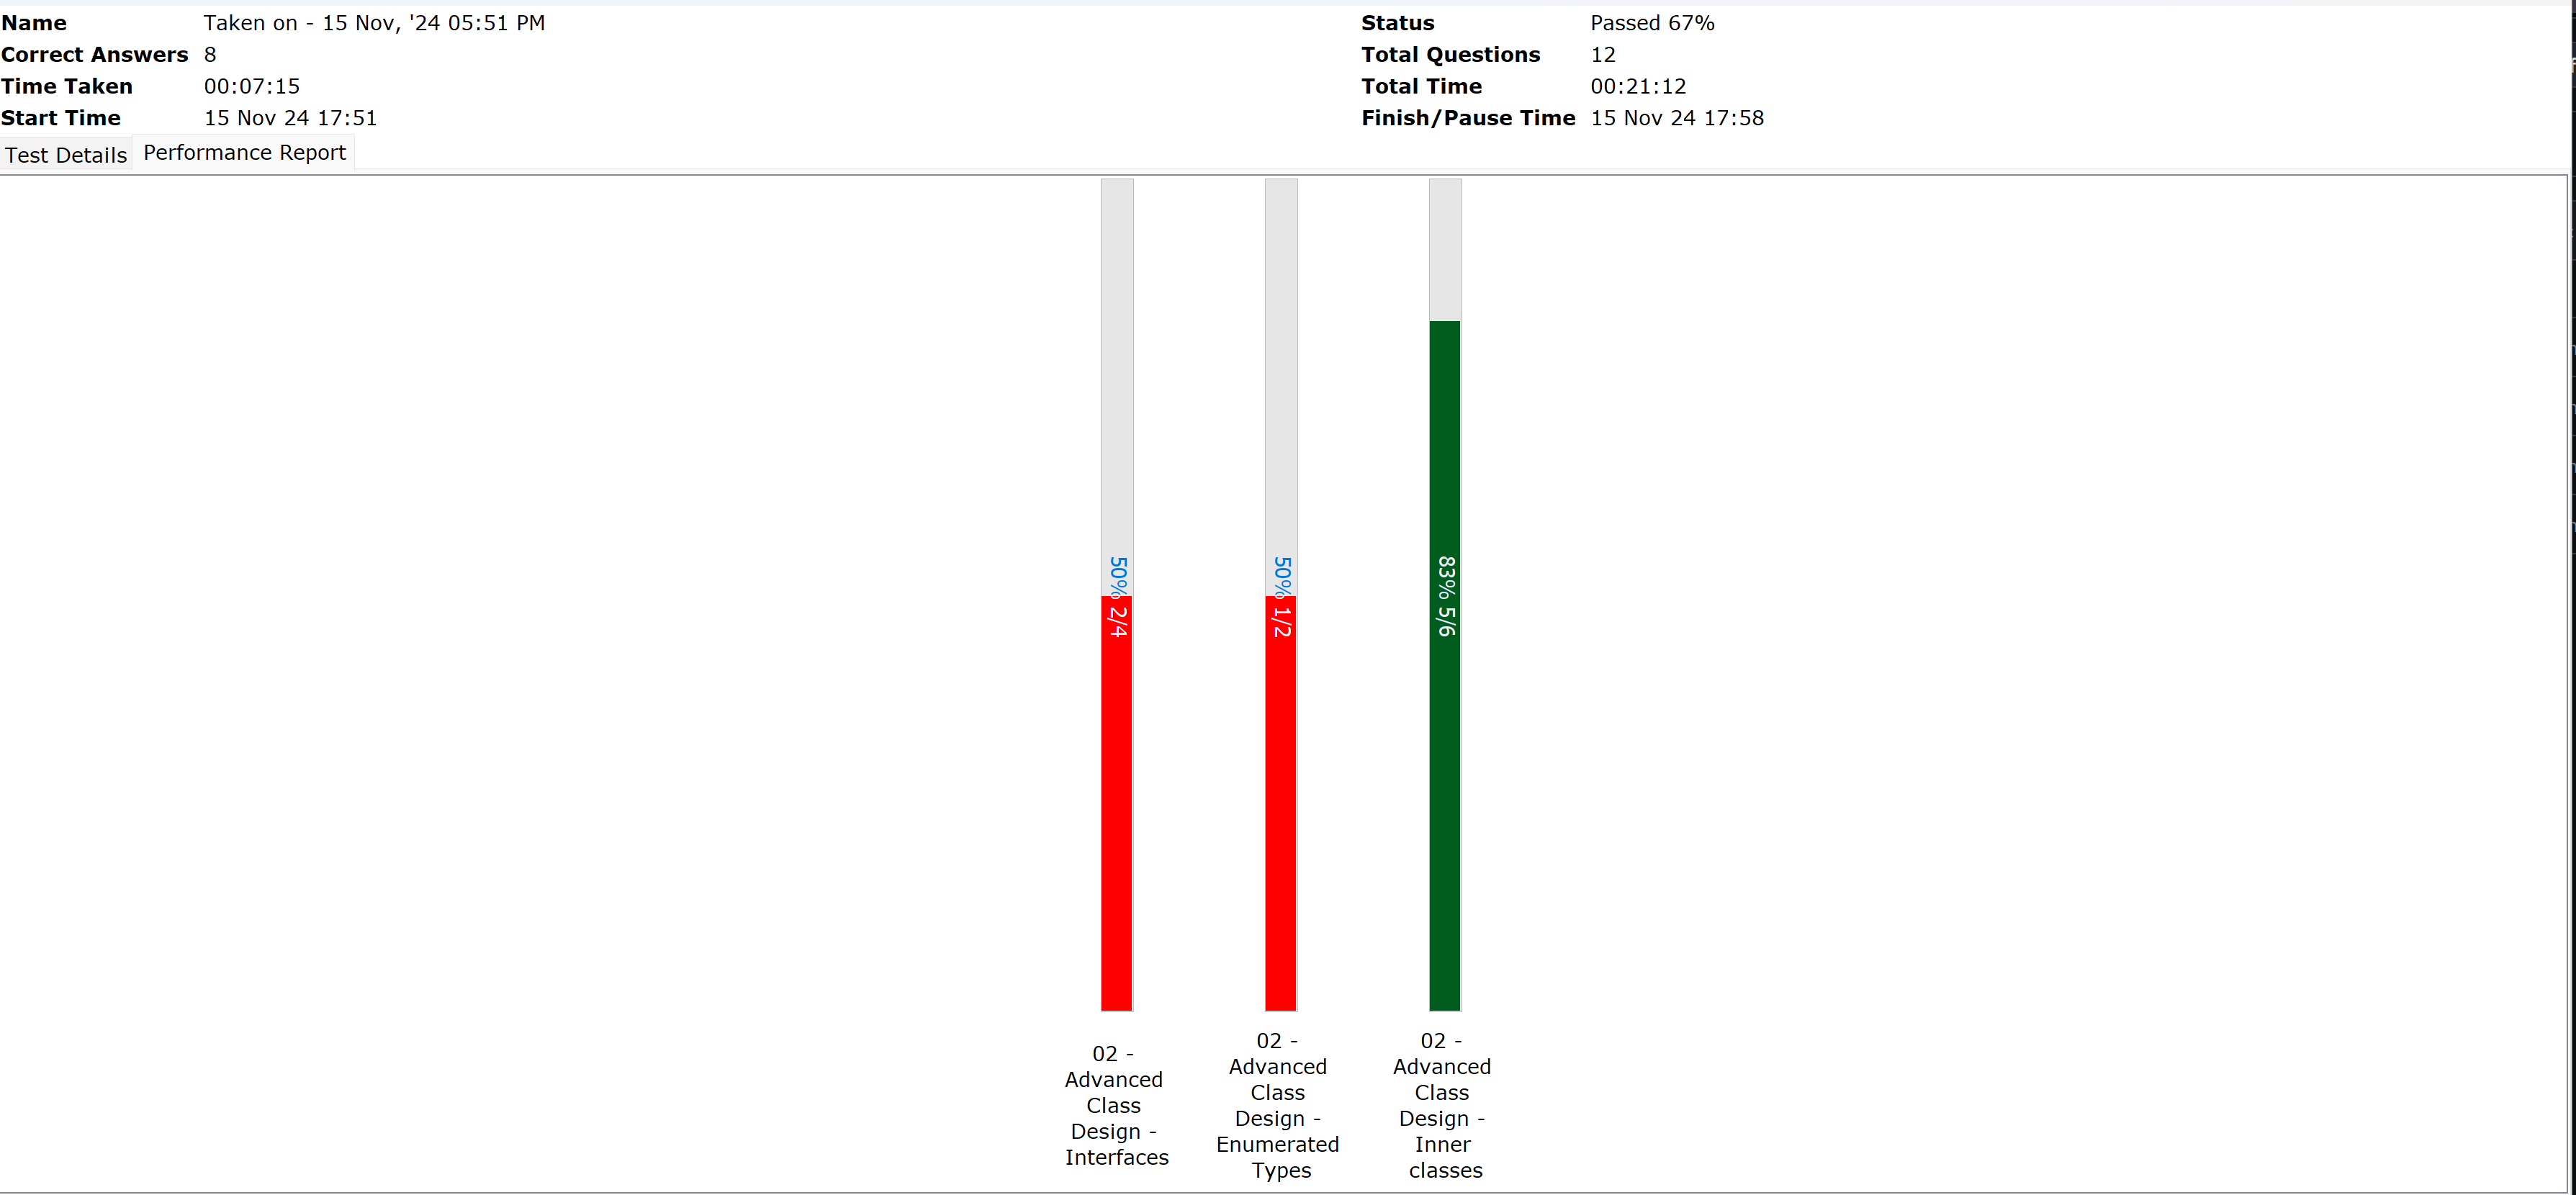 Name Taken on - 15 Nov, '24 05:51 PM Status Passed 67%
Correct Answers 8 Total Questions 12
Time Taken 00:07:15 Total Time 00:21:12
Start Time 15 Nov 24 17:51 Finish/Pause Time 15 Nov 24 17:58
Test Details Performance Report
50% 2/4
50% 1/2
83% 5/6
02 -
Advanced
Class
Design -
Interfaces
02 -
Advanced
Class
Design -
Enumerated
Types
02 -
Advanced
Class
Design -
Inner
classes